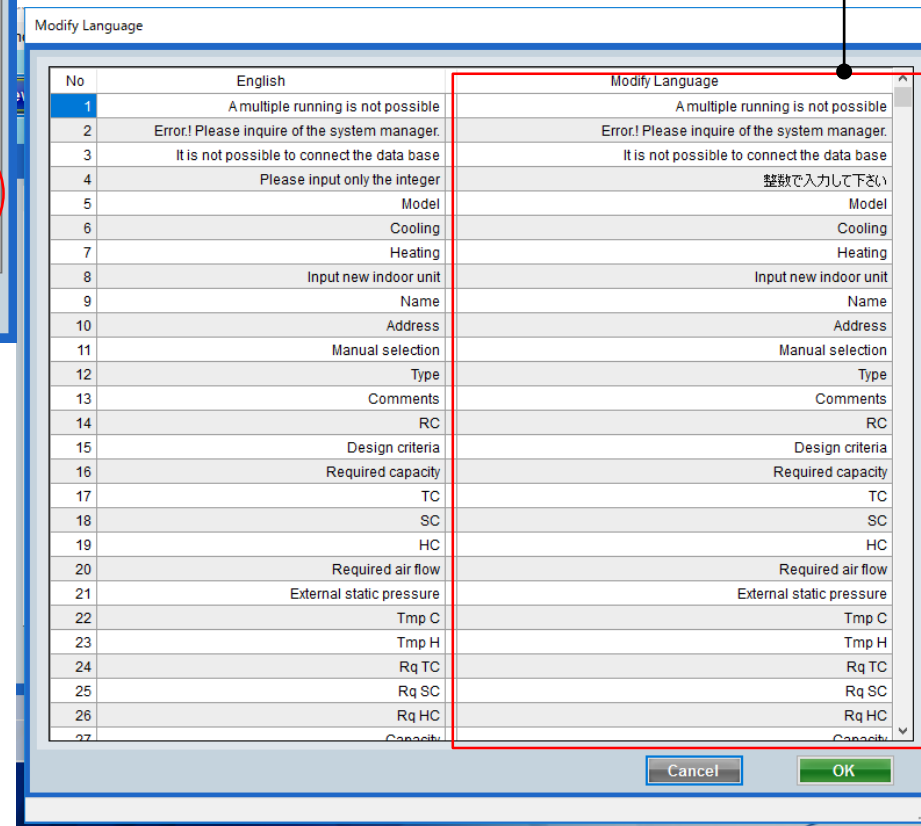 Modify Language
No English Modify Language
1 A multiple running is not possible A multiple running is not possible
2 Error.! Please inquire of the system manager. Error.! Please inquire of the system manager.
3 It is not possible to connect the data base It is not possible to connect the data base
4 Please input only the integer 整数で入力して下さい
5 Model Model
6 Cooling Cooling
7 Heating Heating
8 Input new indoor unit Input new indoor unit
9 Name Name
10 Address Address
11 Manual selection Manual selection
12 Type Type
13 Comments Comments
14 RC RC
15 Design criteria Design criteria
16 Required capacity Required capacity
17 TC TC
18 SC SC
19 HC HC
20 Required air flow Required air flow
21 External static pressure External static pressure
22 Tmp C Tmp C
23 Tmp H Tmp H
24 Rq TC Rq TC
25 Rq SC Rq SC
26 Rq HC Rq HC
27 Capacity Capacity
Cancel OK